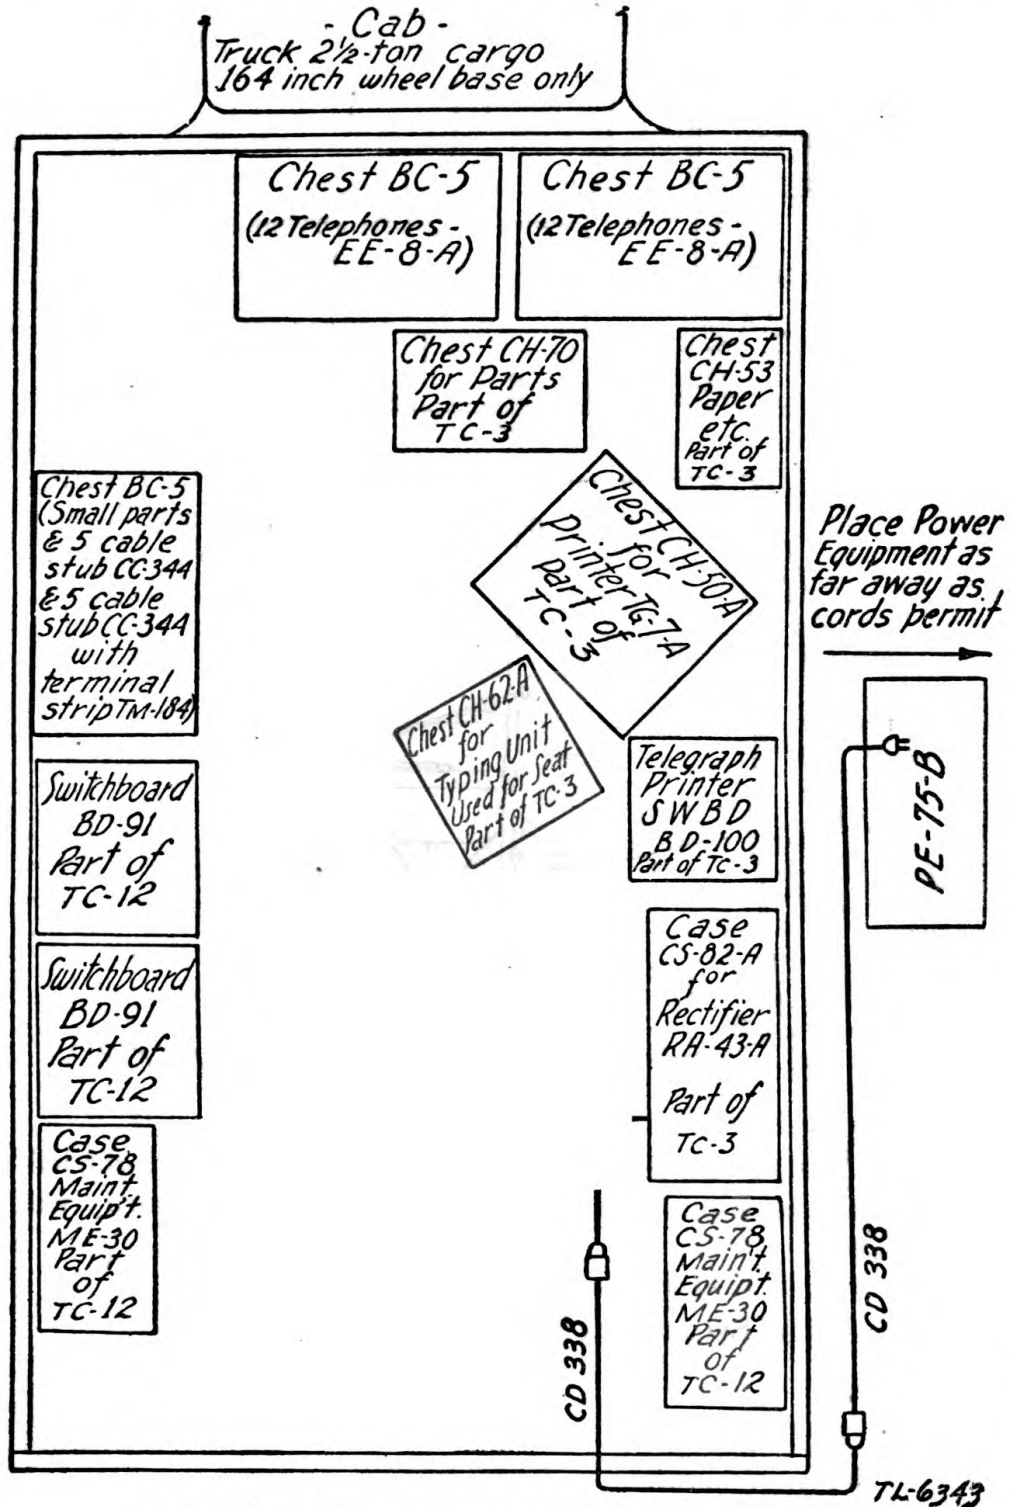 - Cab -
Truck 2½-ton cargo
164 inch wheel base only
Chest BC-5
(12 Telephones -
EE-8-A)
Chest BC-5
(12 Telephones -
EE-8-A)
Chest CH-70
for Parts
Part of
TC-3
Chest
CH-53
Paper
etc.
Part of
TC-3
Chest BC-5
(Small parts
& 5 cable
stub CC-344
& 5 cable
stub CC-344
with
terminal
strip TM-184)
Chest CH-50A
for
Printer TG-7-A
Part of
TC-3
Place Power
Equipment as
far away as
cords permit
Chest CH-62-A
for
Typing Unit
Used for Seat
Part of TC-3
Telegraph
Printer
SWBD
BD-100
Part of TC-3
PE-75-B
Switchboard
BD-91
Part of
TC-12
Switchboard
BD-91
Part of
TC-12
Case
CS-82-A
for
Rectifier
RA-43-A
Part of
TC-3
Case
CS-78
Maint.
Equip't.
ME-30
Part
of
TC-12
Case
CS-78
Main't.
Equipt.
ME-30
Part
of
TC-12
CD 338
CD 338
TL-6343